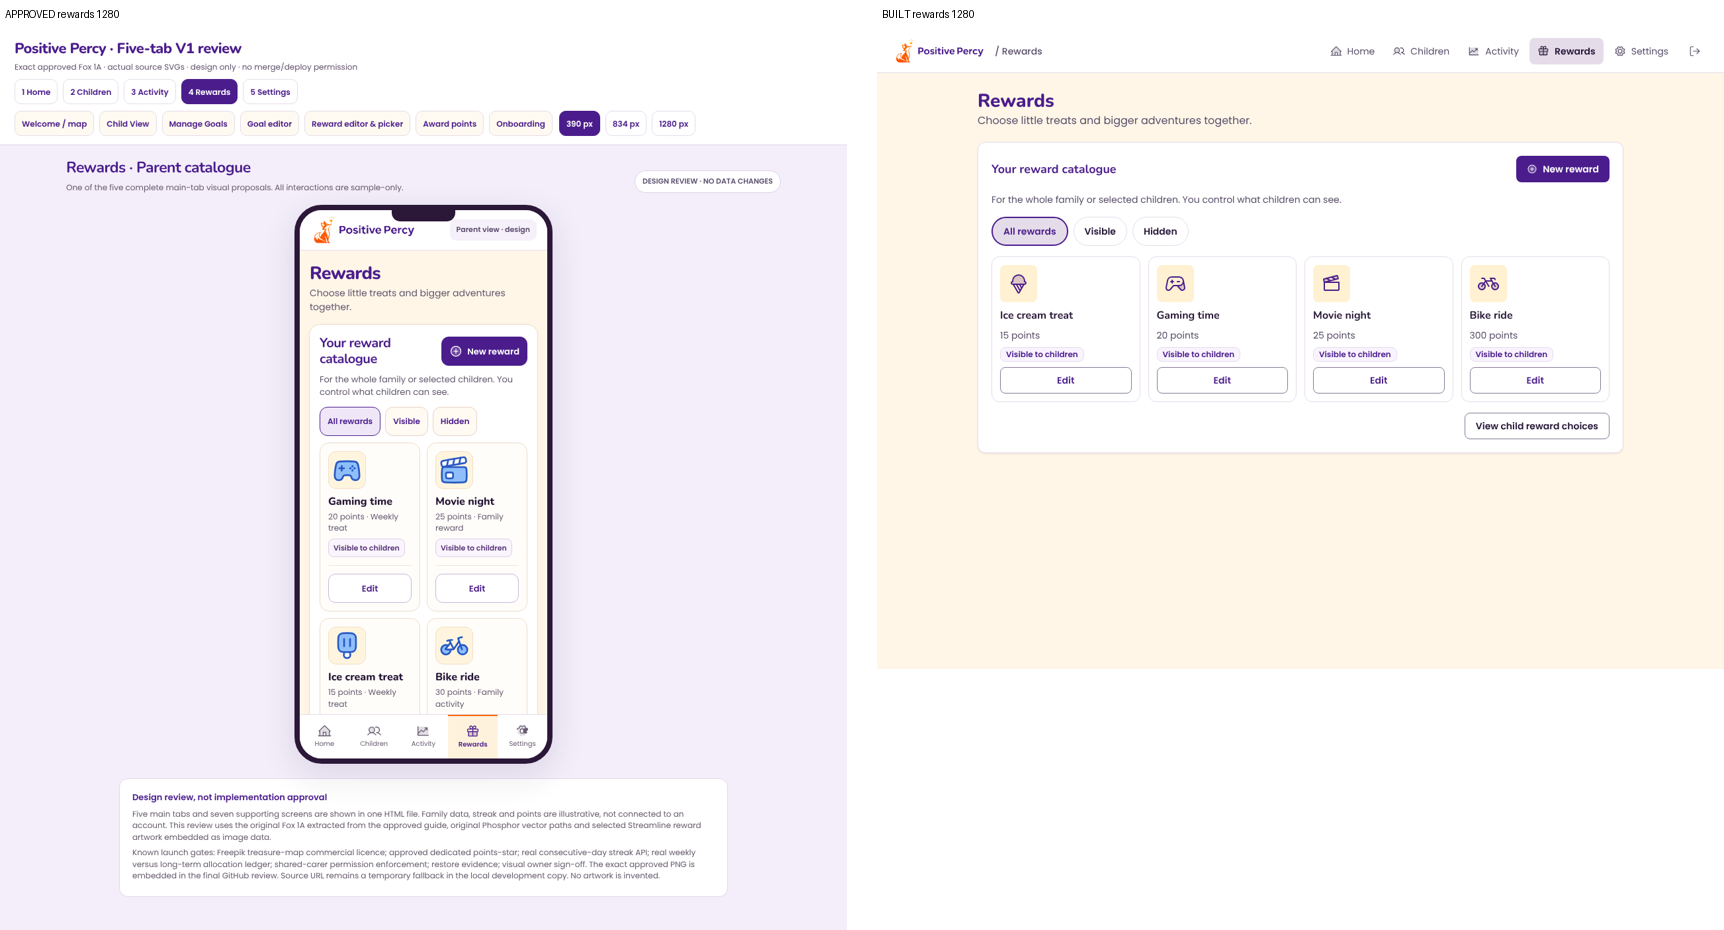 APPROVED rewards 1280
Positive Percy · Five-tab V1 review
Exact approved Fox 1A · actual source SVGs · design only · no merge/deploy permission
1 Home
2 Children
3 Activity
4 Rewards
5 Settings
Welcome / map
Child View
Manage Goals
Goal editor
Reward editor & picker
Award points
Onboarding
390 px
834 px
1280 px
Rewards · Parent catalogue
One of the five complete main-tab visual proposals. All interactions are sample-only.
DESIGN REVIEW · NO DATA CHANGES
Positive Percy
Parent view · design
Rewards
Choose little treats and bigger adventures
together.
Your reward
catalogue
New reward
For the whole family or selected children. You
control what children can see.
All rewards
Visible
Hidden
Gaming time
20 points · Weekly
treat
Visible to children
Edit
Movie night
25 points · Family
reward
Visible to children
Edit
Ice cream treat
15 points · Weekly
treat
Bike ride
30 points · Family
activity
Home
Children
Activity
Rewards
Settings
Design review, not implementation approval
Five main tabs and seven supporting screens are shown in one HTML file. Family data, streak and points are illustrative, not connected to an
account. This review uses the original Fox 1A extracted from the approved guide, original Phosphor vector paths and selected Streamline reward
artwork embedded as image data.
Known launch gates: Freepik treasure-map commercial licence; approved dedicated points-star; real consecutive-day streak API; real weekly
versus long-term allocation ledger; shared-carer permission enforcement; restore evidence; visual owner sign-off. The exact approved PNG is
embedded in the final GitHub review. Source URL remains a temporary fallback in the local development copy. No artwork is invented.
BUILT rewards 1280
Positive Percy
/ Rewards
Home
Children
Activity
Rewards
Settings
Rewards
Choose little treats and bigger adventures together.
Your reward catalogue
New reward
For the whole family or selected children. You control what children can see.
All rewards
Visible
Hidden
Ice cream treat
15 points
Visible to children
Edit
Gaming time
20 points
Visible to children
Edit
Movie night
25 points
Visible to children
Edit
Bike ride
300 points
Visible to children
Edit
View child reward choices